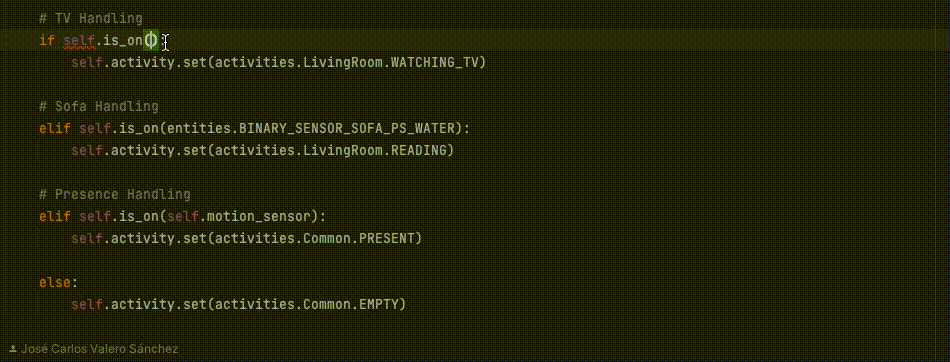 # TV Handling
if self.is_on():
self.activity.set(activities.LivingRoom.WATCHING_TV)
# Sofa Handling
elif self.is_on(entities.BINARY_SENSOR_SOFA_PS_WATER):
self.activity.set(activities.LivingRoom.READING)
# Presence Handling
elif self.is_on(self.motion_sensor):
self.activity.set(activities.Common.PRESENT)
else:
self.activity.set(activities.Common.EMPTY)
José Carlos Valero Sánchez